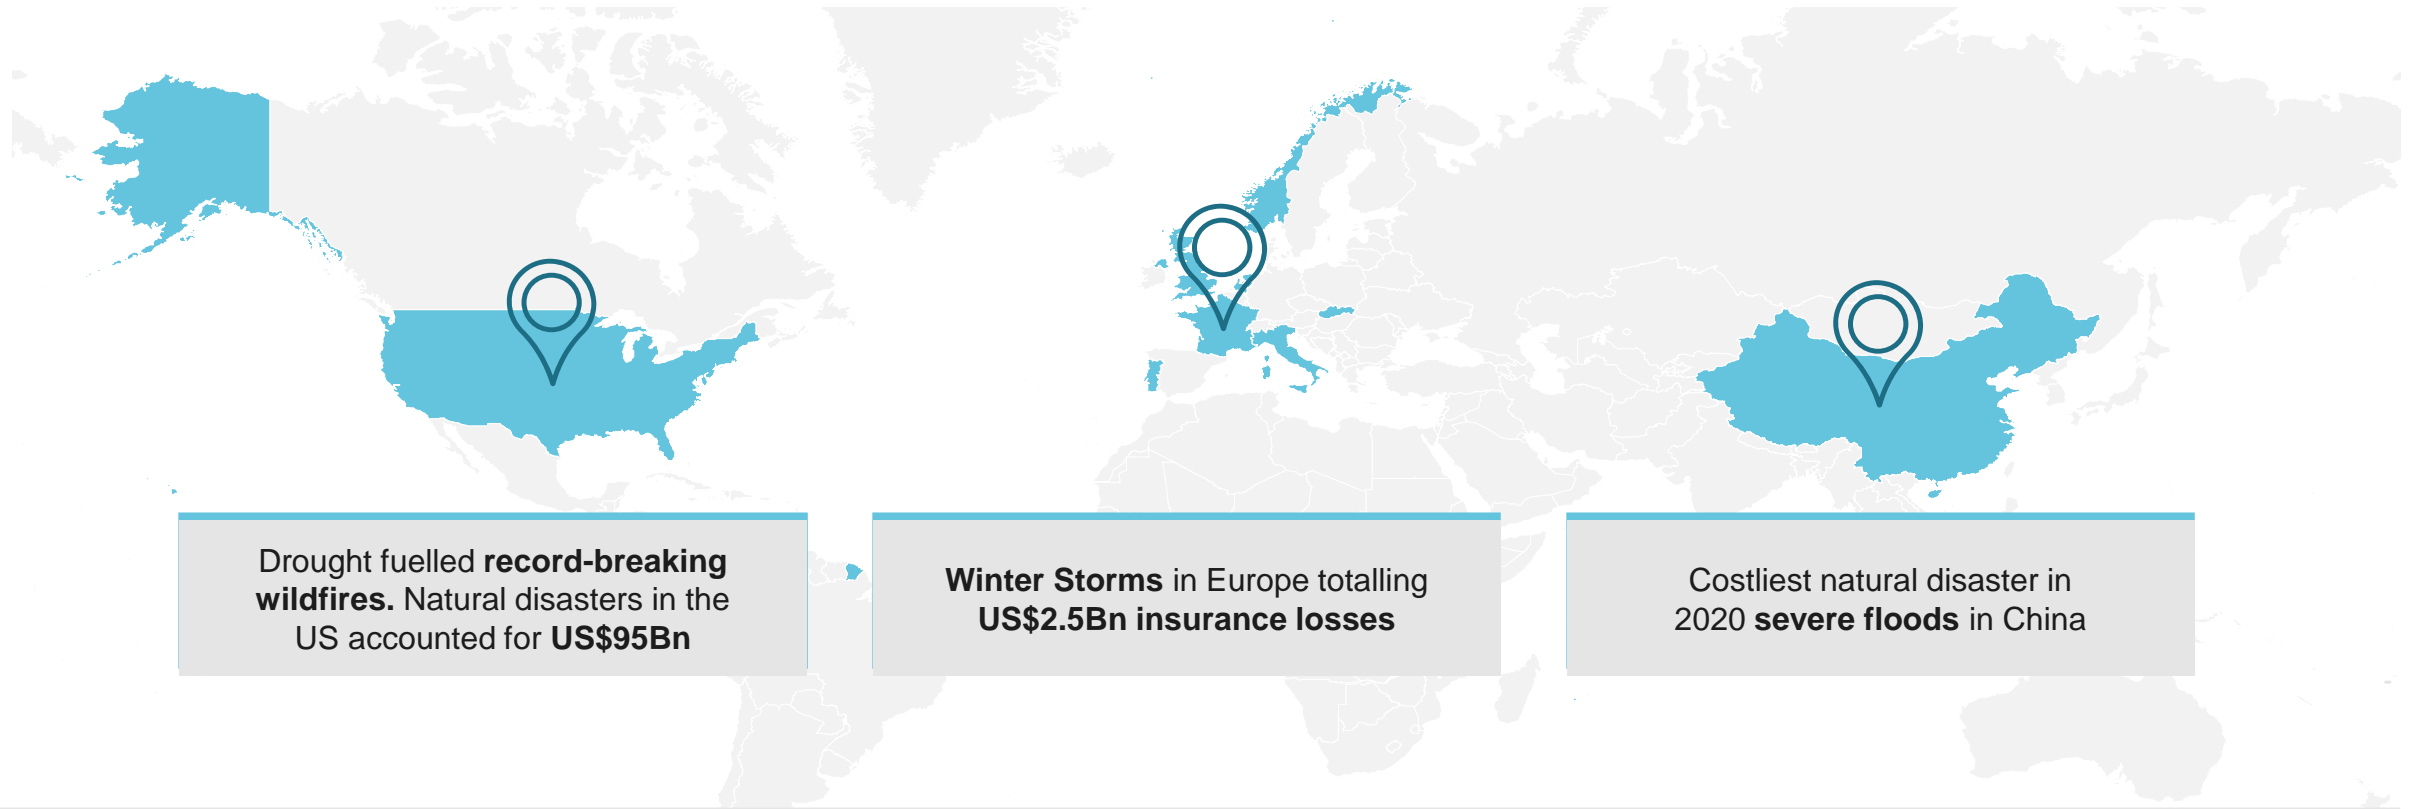 Drought fuelled record-breaking
wildfires. Natural disasters in the
US accounted for US$95Bn
Winter Storms in Europe totalling
US$2.5Bn insurance losses
Costliest natural disaster in
2020 severe floods in China